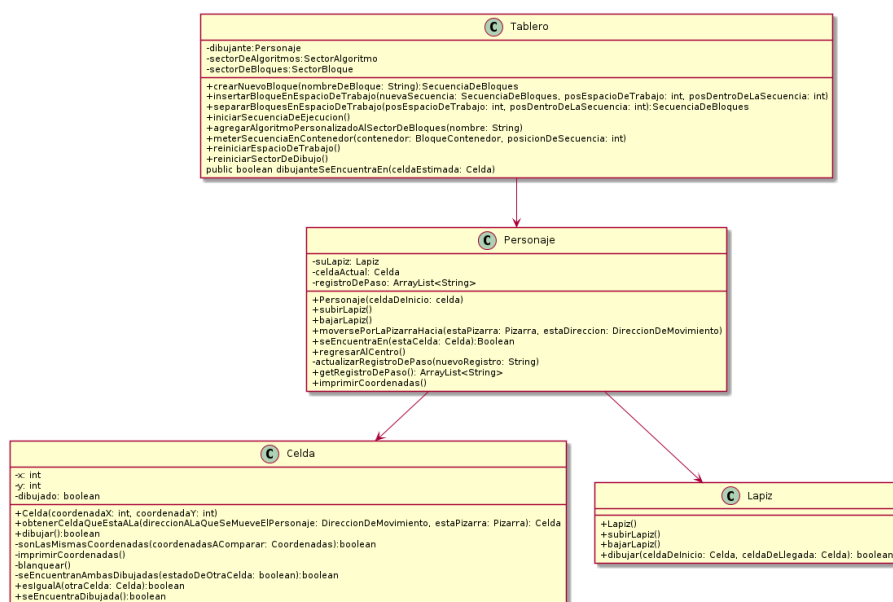 C Tablero
-dibujante:Personaje
-sectorDeAlgoritmos:SectorAlgoritmo
-sectorDeBloques:SectorBloque
+crearNuevoBloque(nombreDeBloque: String):SecuenciaDeBloques
+insertarBloqueEnEspacioDeTrabajo(nuevaSecuencia: SecuenciaDeBloques, posEspacioDeTrabajo: int, posDentroDeLaSecuencia: int)
+separarBloquesEnEspacioDeTrabajo(posEspacioDeTrabajo: int, posDentroDeLaSecuencia: int):SecuenciaDeBloques
+iniciarSecuenciaDeEjecucion()
+agregarAlgoritmoPersonalizadoAlSectorDeBloques(nombre: String)
+meterSecuenciaEnContenedor(contenedor: BloqueContenedor, posicionDeSecuencia: int)
+reiniciarEspacioDeTrabajo()
+reiniciarSectorDeDibujo()
public boolean dibujanteSeEncuentraEn(celdaEstimada: Celda)
C Personaje
-suLapiz: Lapiz
-celdaActual: Celda
-registroDePaso: ArrayList<String>
+Personaje(celdaDeInicio: celda)
+subirLapiz()
+bajarLapiz()
+moversePorLaPizarraHacia(estaPizarra: Pizarra, estaDireccion: DireccionDeMovimiento)
+seEncuentraEn(estaCelda: Celda):Boolean
+regresarAlCentro()
-actualizarRegistroDePaso(nuevoRegistro: String)
+getRegistroDePaso(): ArrayList<String>
+imprimirCoordenadas()
C Celda
-x: int
-y: int
-dibujado: boolean
+Celda(coordenadaX: int, coordenadaY: int)
+obtenerCeldaQueEstaALa(direccionALaQueSeMueveElPersonaje: DireccionDeMovimiento, estaPizarra: Pizarra): Celda
+dibujar():boolean
-sonLasMismasCoordenadas(coordenadasAComparar: Coordenadas):boolean
-imprimirCoordenadas()
-blanquear()
-seEncuentranAmbasDibujadas(estadoDeOtraCelda: boolean):boolean
+esIgualA(otraCelda: Celda):boolean
+seEncuentraDibujada():boolean
C Lapiz
+Lapiz()
+subirLapiz()
+bajarLapiz()
+dibujar(celdaDeInicio: Celda, celdaDeLlegada: Celda): boolean